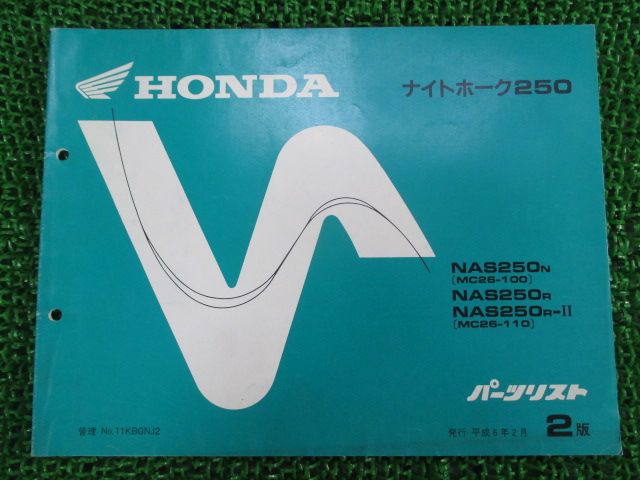 HONDA
ナイトホーク250
NAS250N
(MC26-100)
NAS250R
NAS250R-II
(MC26-110)
パーツリスト
管理 No.11KBGNJ2
発行 平成6年2月
2版